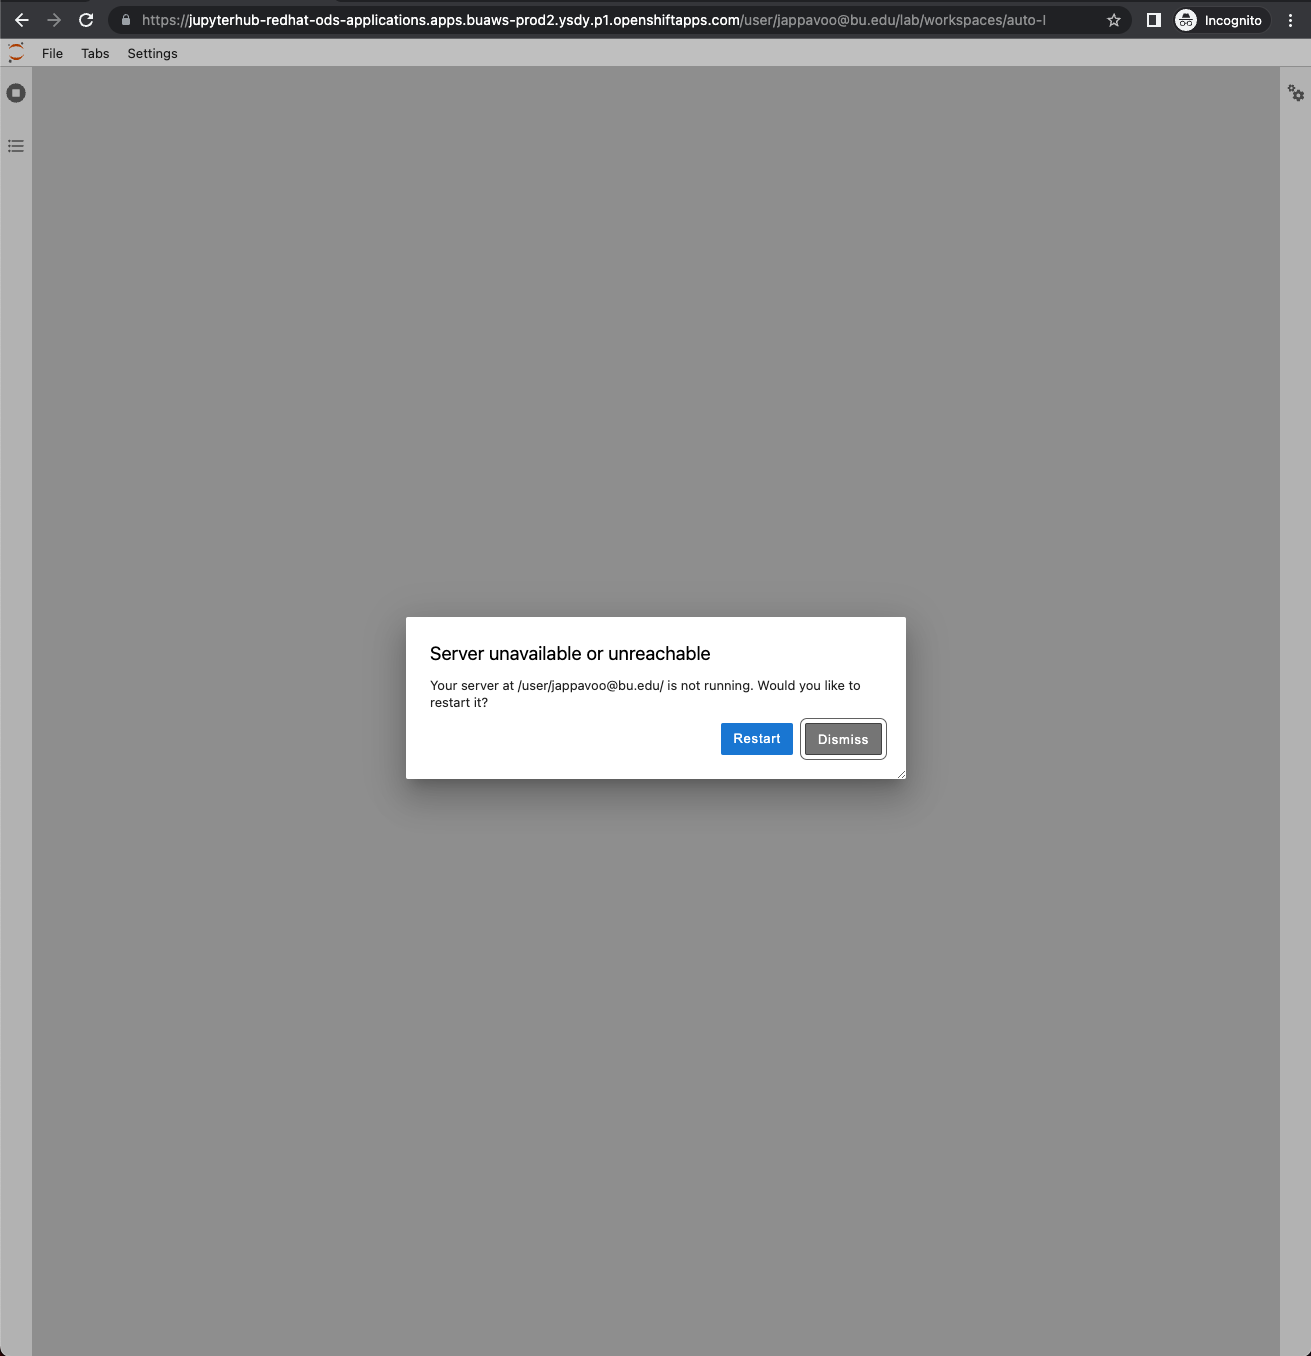 https://jupyterhub-redhat-ods-applications.apps.buaws-prod2.ysdy.p1.openshiftapps.com/user/jappavoo@bu.edu/lab/workspaces/auto-l
Incognito
File Tabs Settings
Server unavailable or unreachable
Your server at /user/jappavoo@bu.edu/ is not running. Would you like to
restart it?
Restart Dismiss